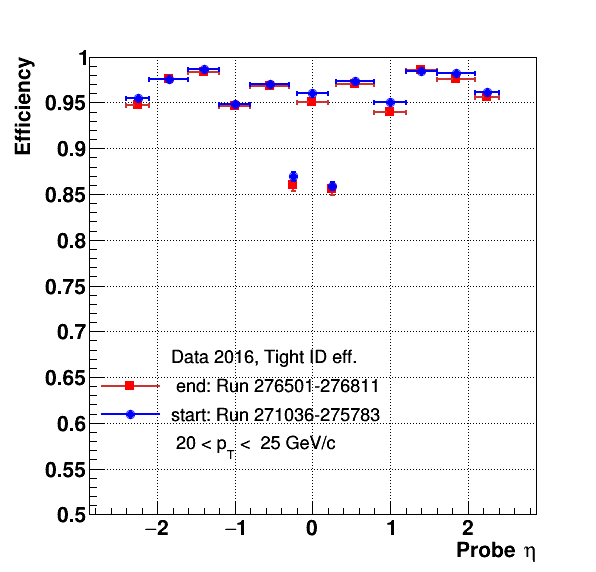 Efficiency
1
0.95
0.9
0.85
0.8
0.75
0.7
0.65
0.6
0.55
0.5
Data 2016, Tight ID eff.
end: Run 276501-276811
start: Run 271036-275783
20 < p_T < 25 GeV/c
−2 −1 0 1 2
Probe η